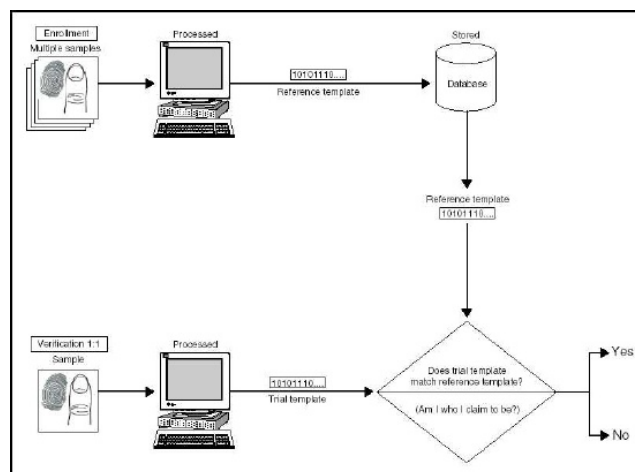 Enrollment
Multiple samples
Processed
10101110....
Reference template
Stored
Database
Reference template
10101110....
Verification 1:1
Sample
Processed
10101110....
Trial template
Does trial template
match reference template?
(Am I who I claim to be?)
Yes
No